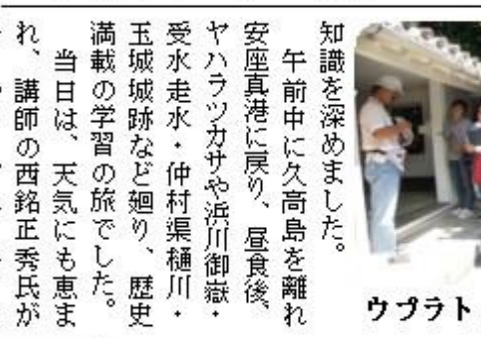 知識を深めました。
午前中に久高島を離れ
安座真港に戻り、昼食後、
ヤハラヅカサや浜川御嶽・
受水走水・仲村渠樋川・
玉城城跡など廻り、歴史
満載の学習の旅でした。
当日は、天気にも恵ま
れ、講師の西銘正秀氏が
ウプラト